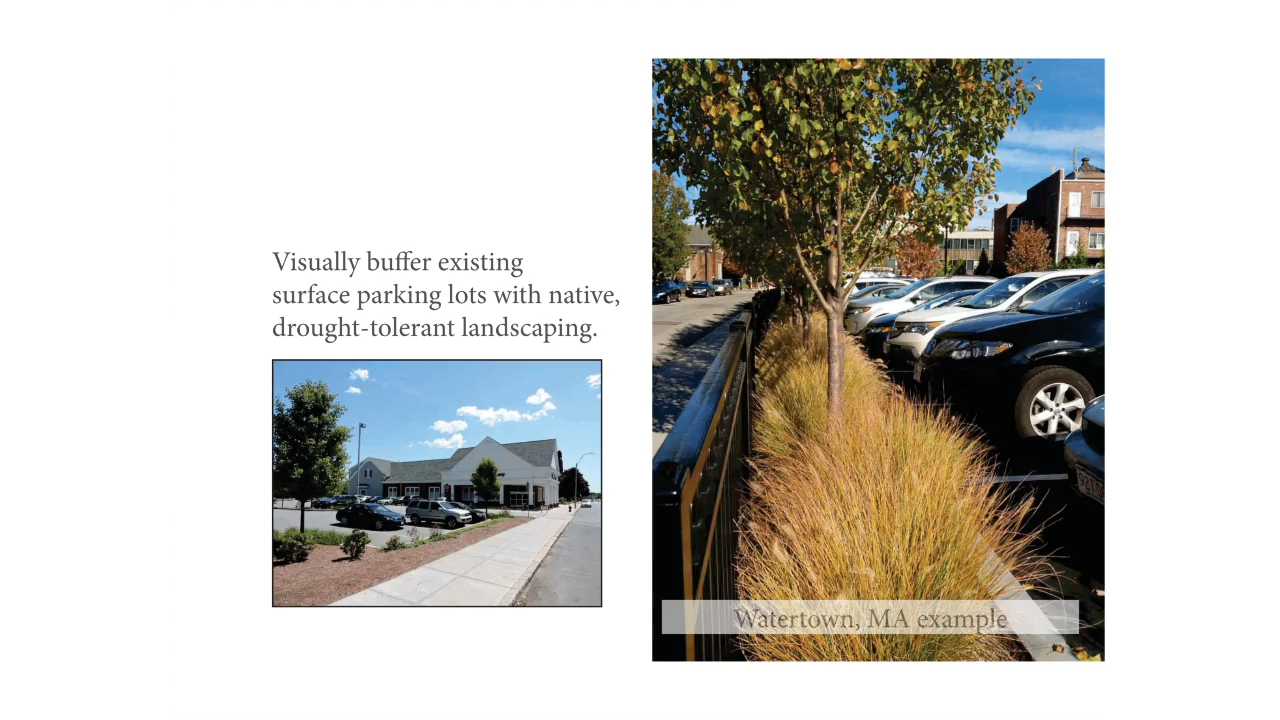 Visually buffer existing
surface parking lots with native,
drought-tolerant landscaping.
Watertown, MA example